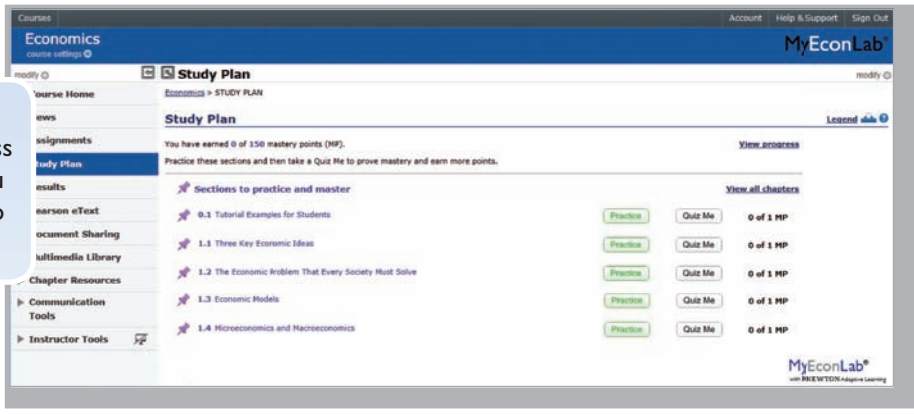 Courses
Account Help & Support Sign Out
Economics
course settings
MyEconLab®
modify
Study Plan
modify
Economics > STUDY PLAN
Study Plan
Legend
You have earned 0 of 150 mastery points (MP).
View progress
Practice these sections and then take a Quiz Me to prove mastery and earn more points.
Sections to practice and master
View all chapters
0.1 Tutorial Examples for Students Practice Quiz Me 0 of 1 MP
1.1 Three Key Economic Ideas Practice Quiz Me 0 of 1 MP
1.2 The Economic Problem That Every Society Must Solve Practice Quiz Me 0 of 1 MP
1.3 Economic Models Practice Quiz Me 0 of 1 MP
1.4 Microeconomics and Macroeconomics Practice Quiz Me 0 of 1 MP
ourse Home
ews
ssignments
tudy Plan
esults
earson eText
ocument Sharing
ultimedia Library
Chapter Resources
Communication
Tools
Instructor Tools
MyEconLab®
with KNEWTON Adaptive Learning